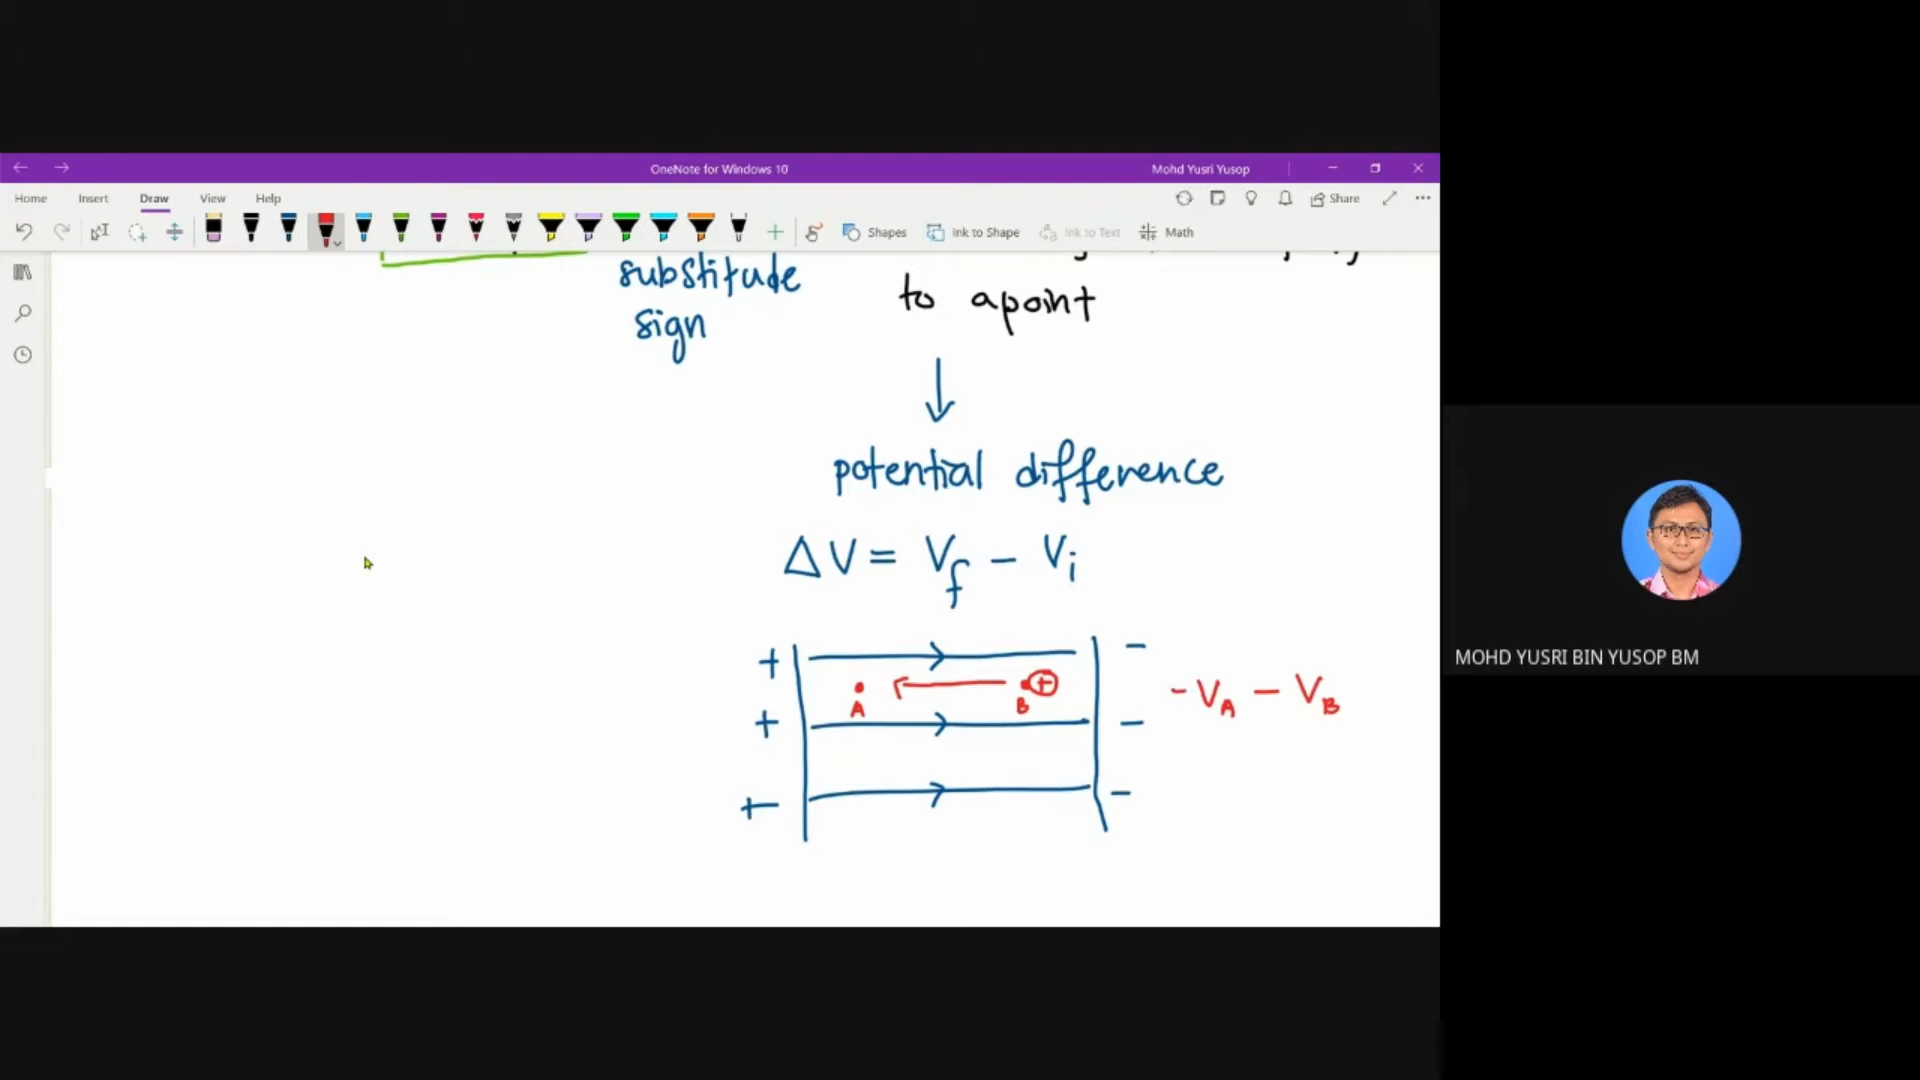 OneNote for Windows 10
Mohd Yusri Yusop
Home Insert Draw View Help
Share
Shapes Ink to Shape Ink to Text Math
substitude
sign
to a point
potential difference
ΔV = Vf - Vi
+ -
A B +
- VA - VB
+ -
+ -
MOHD YUSRI BIN YUSOP BM